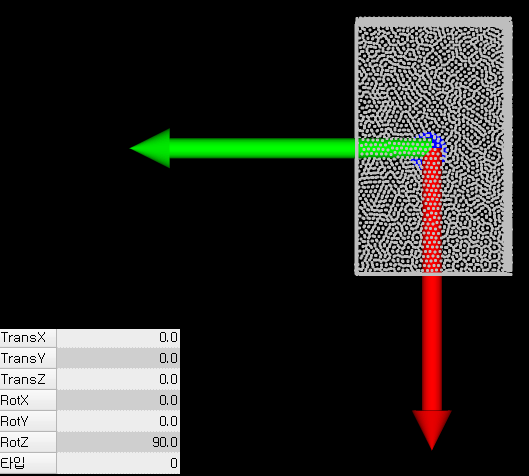 TransX 0.0
TransY 0.0
TransZ 0.0
RotX 0.0
RotY 0.0
RotZ 90.0
타입 0